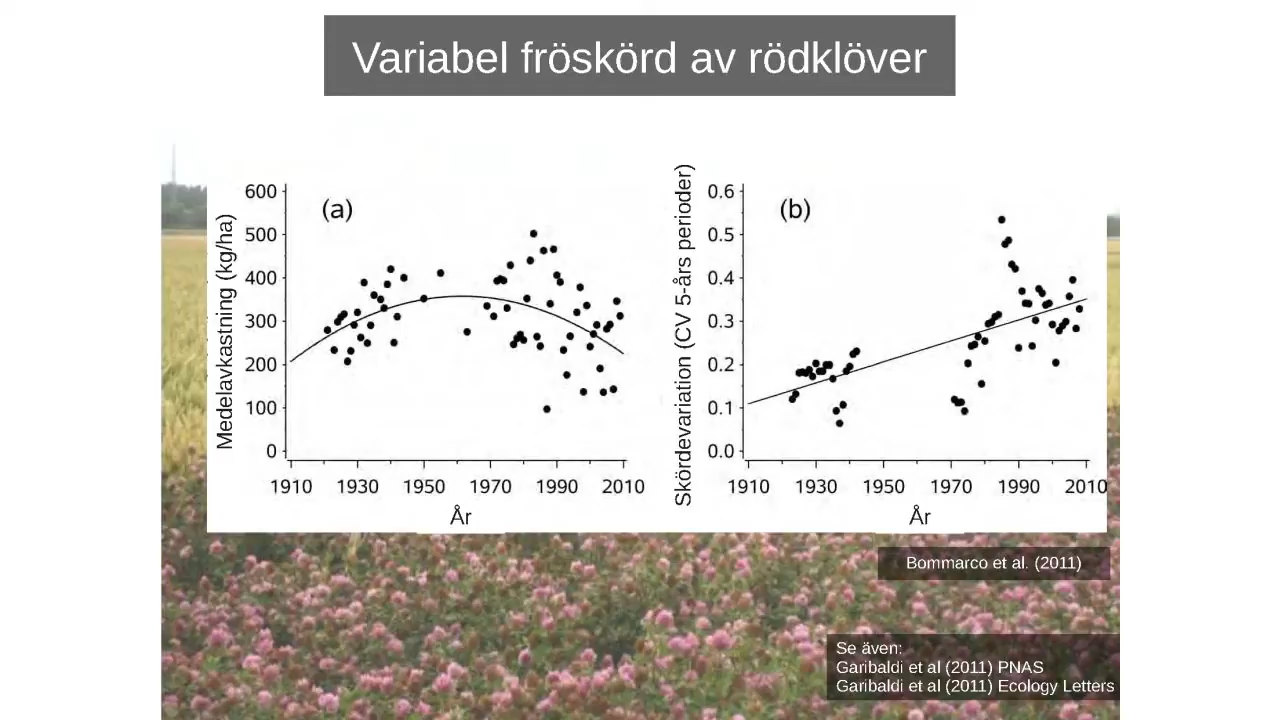 Variabel fröskörd av rödklöver
(a)
Medelavkastning (kg/ha)
600
500
400
300
200
100
0
1910 1930 1950 1970 1990 2010
År
(b)
Skördevariation (CV 5-års perioder)
0.6
0.5
0.4
0.3
0.2
0.1
0.0
1910 1930 1950 1970 1990 2010
År
Bommarco et al. (2011)
Se även:
Garibaldi et al (2011) PNAS
Garibaldi et al (2011) Ecology Letters